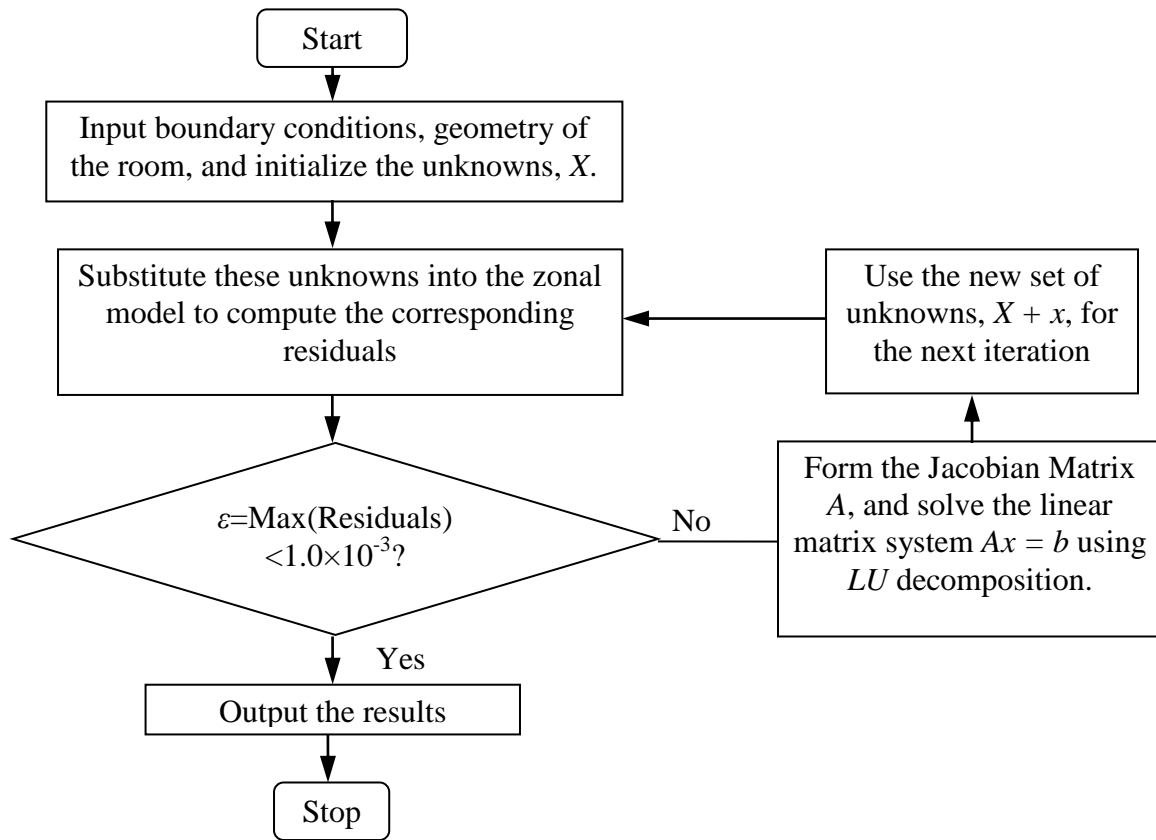 Start
Input boundary conditions, geometry of
the room, and initialize the unknowns, X.
Substitute these unknowns into the zonal
model to compute the corresponding
residuals
Use the new set of
unknowns, X + x, for
the next iteration
ε=Max(Residuals)
<1.0×10⁻³?
No
Form the Jacobian Matrix
A, and solve the linear
matrix system Ax = b using
LU decomposition.
Yes
Output the results
Stop